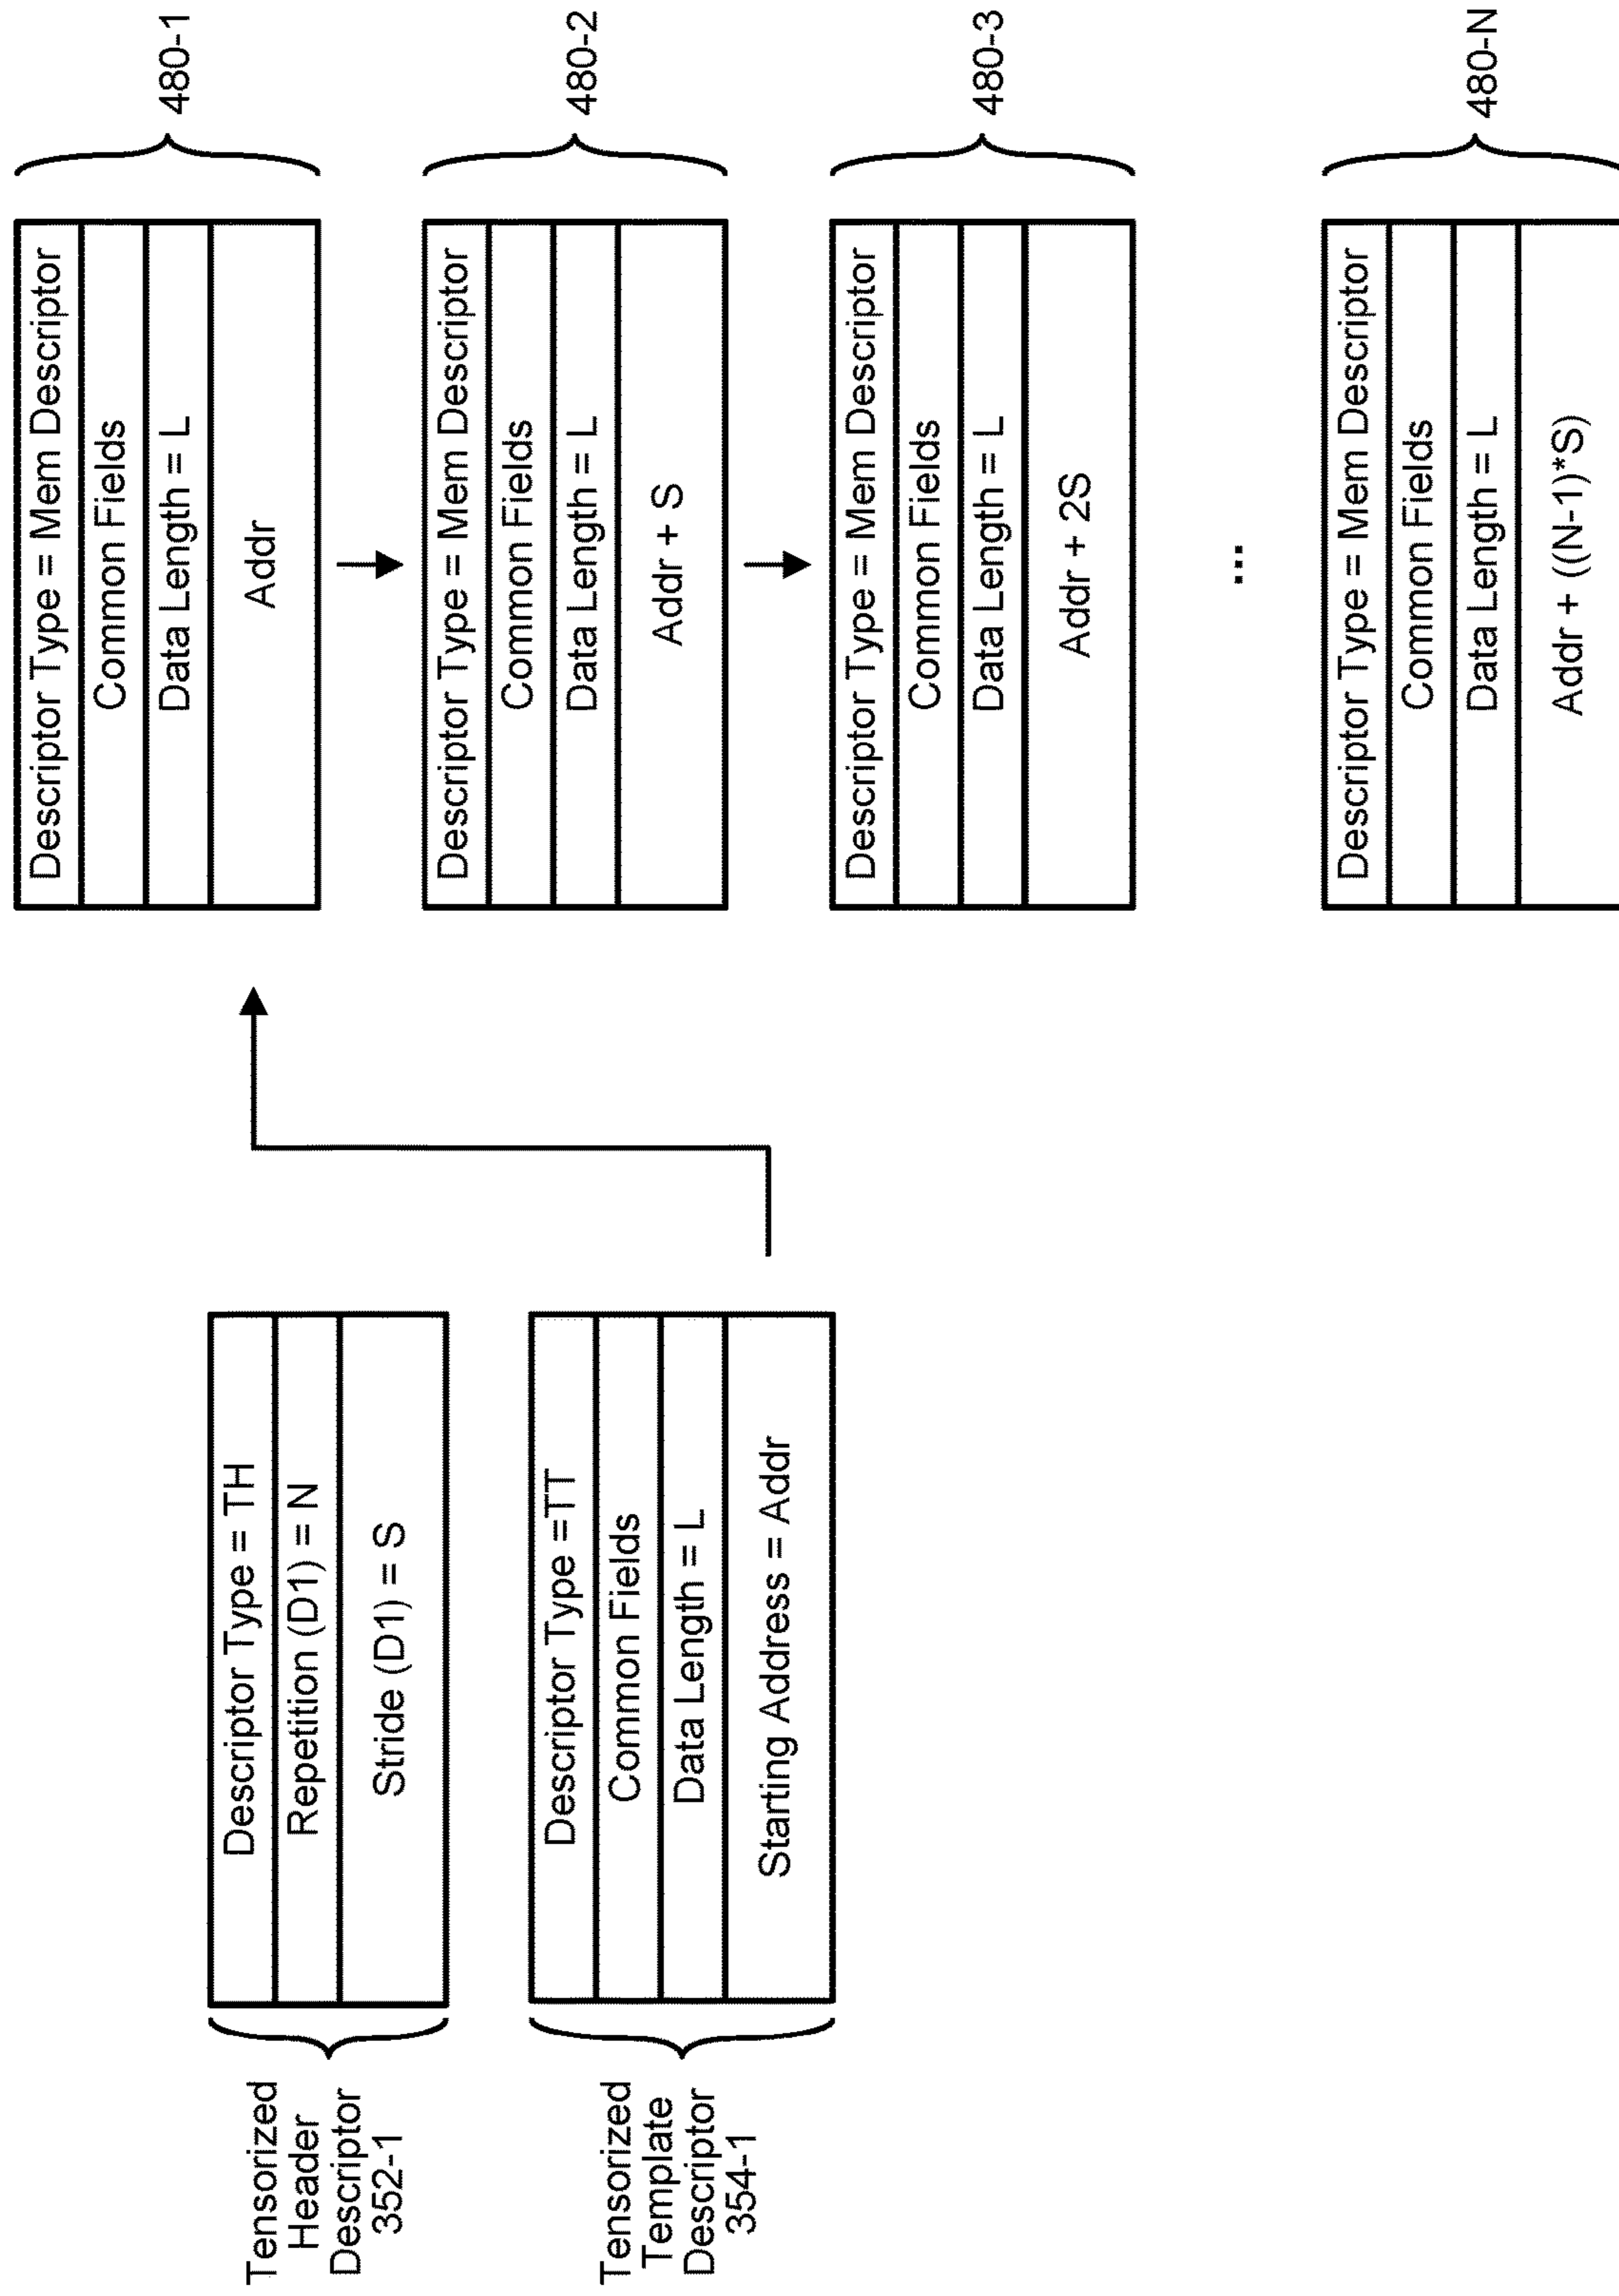 Tensorized
Header
Descriptor
352-1
Descriptor Type = TH
Repetition (D1) = N
Stride (D1) = S
Tensorized
Template
Descriptor
354-1
Descriptor Type =TT
Common Fields
Data Length = L
Starting Address = Addr
Descriptor Type = Mem Descriptor
Common Fields
Data Length = L
Addr
480-1
Descriptor Type = Mem Descriptor
Common Fields
Data Length = L
Addr + S
480-2
Descriptor Type = Mem Descriptor
Common Fields
Data Length = L
Addr + 2S
480-3
...
Descriptor Type = Mem Descriptor
Common Fields
Data Length = L
Addr + ((N-1)*S)
480-N